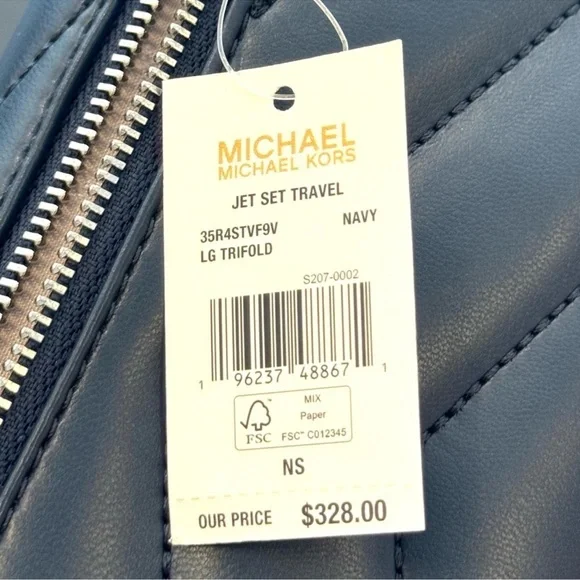 MICHAEL
MICHAEL KORS
JET SET TRAVEL
35R4STVF9V NAVY
LG TRIFOLD
S207-0002
1 96237 48867 1
MIX
Paper
FSC™ C012345
FSC
NS
OUR PRICE $328.00